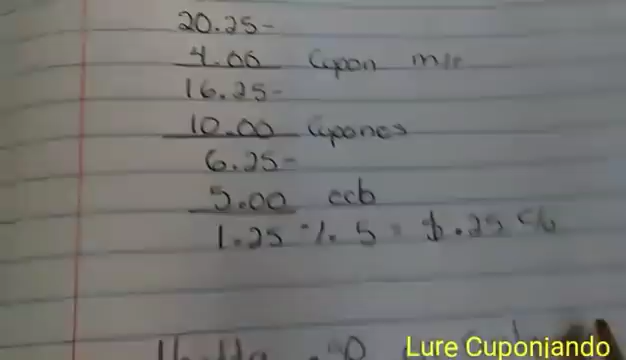 20.25-
4.00 Cupon
16.25-
10.00 Cupones
6.25-
5.00 ecb
1.25 ÷ 5 = $.25 c/u
Lure Cuponiando